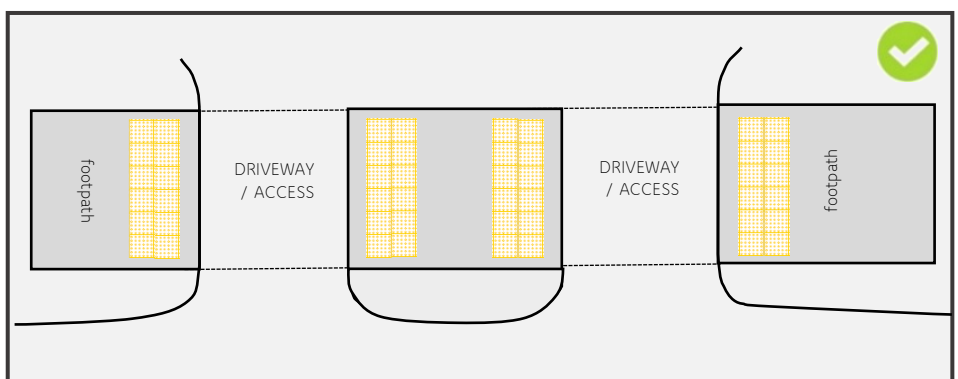 footpath
DRIVEWAY
/ ACCESS
DRIVEWAY
/ ACCESS
footpath